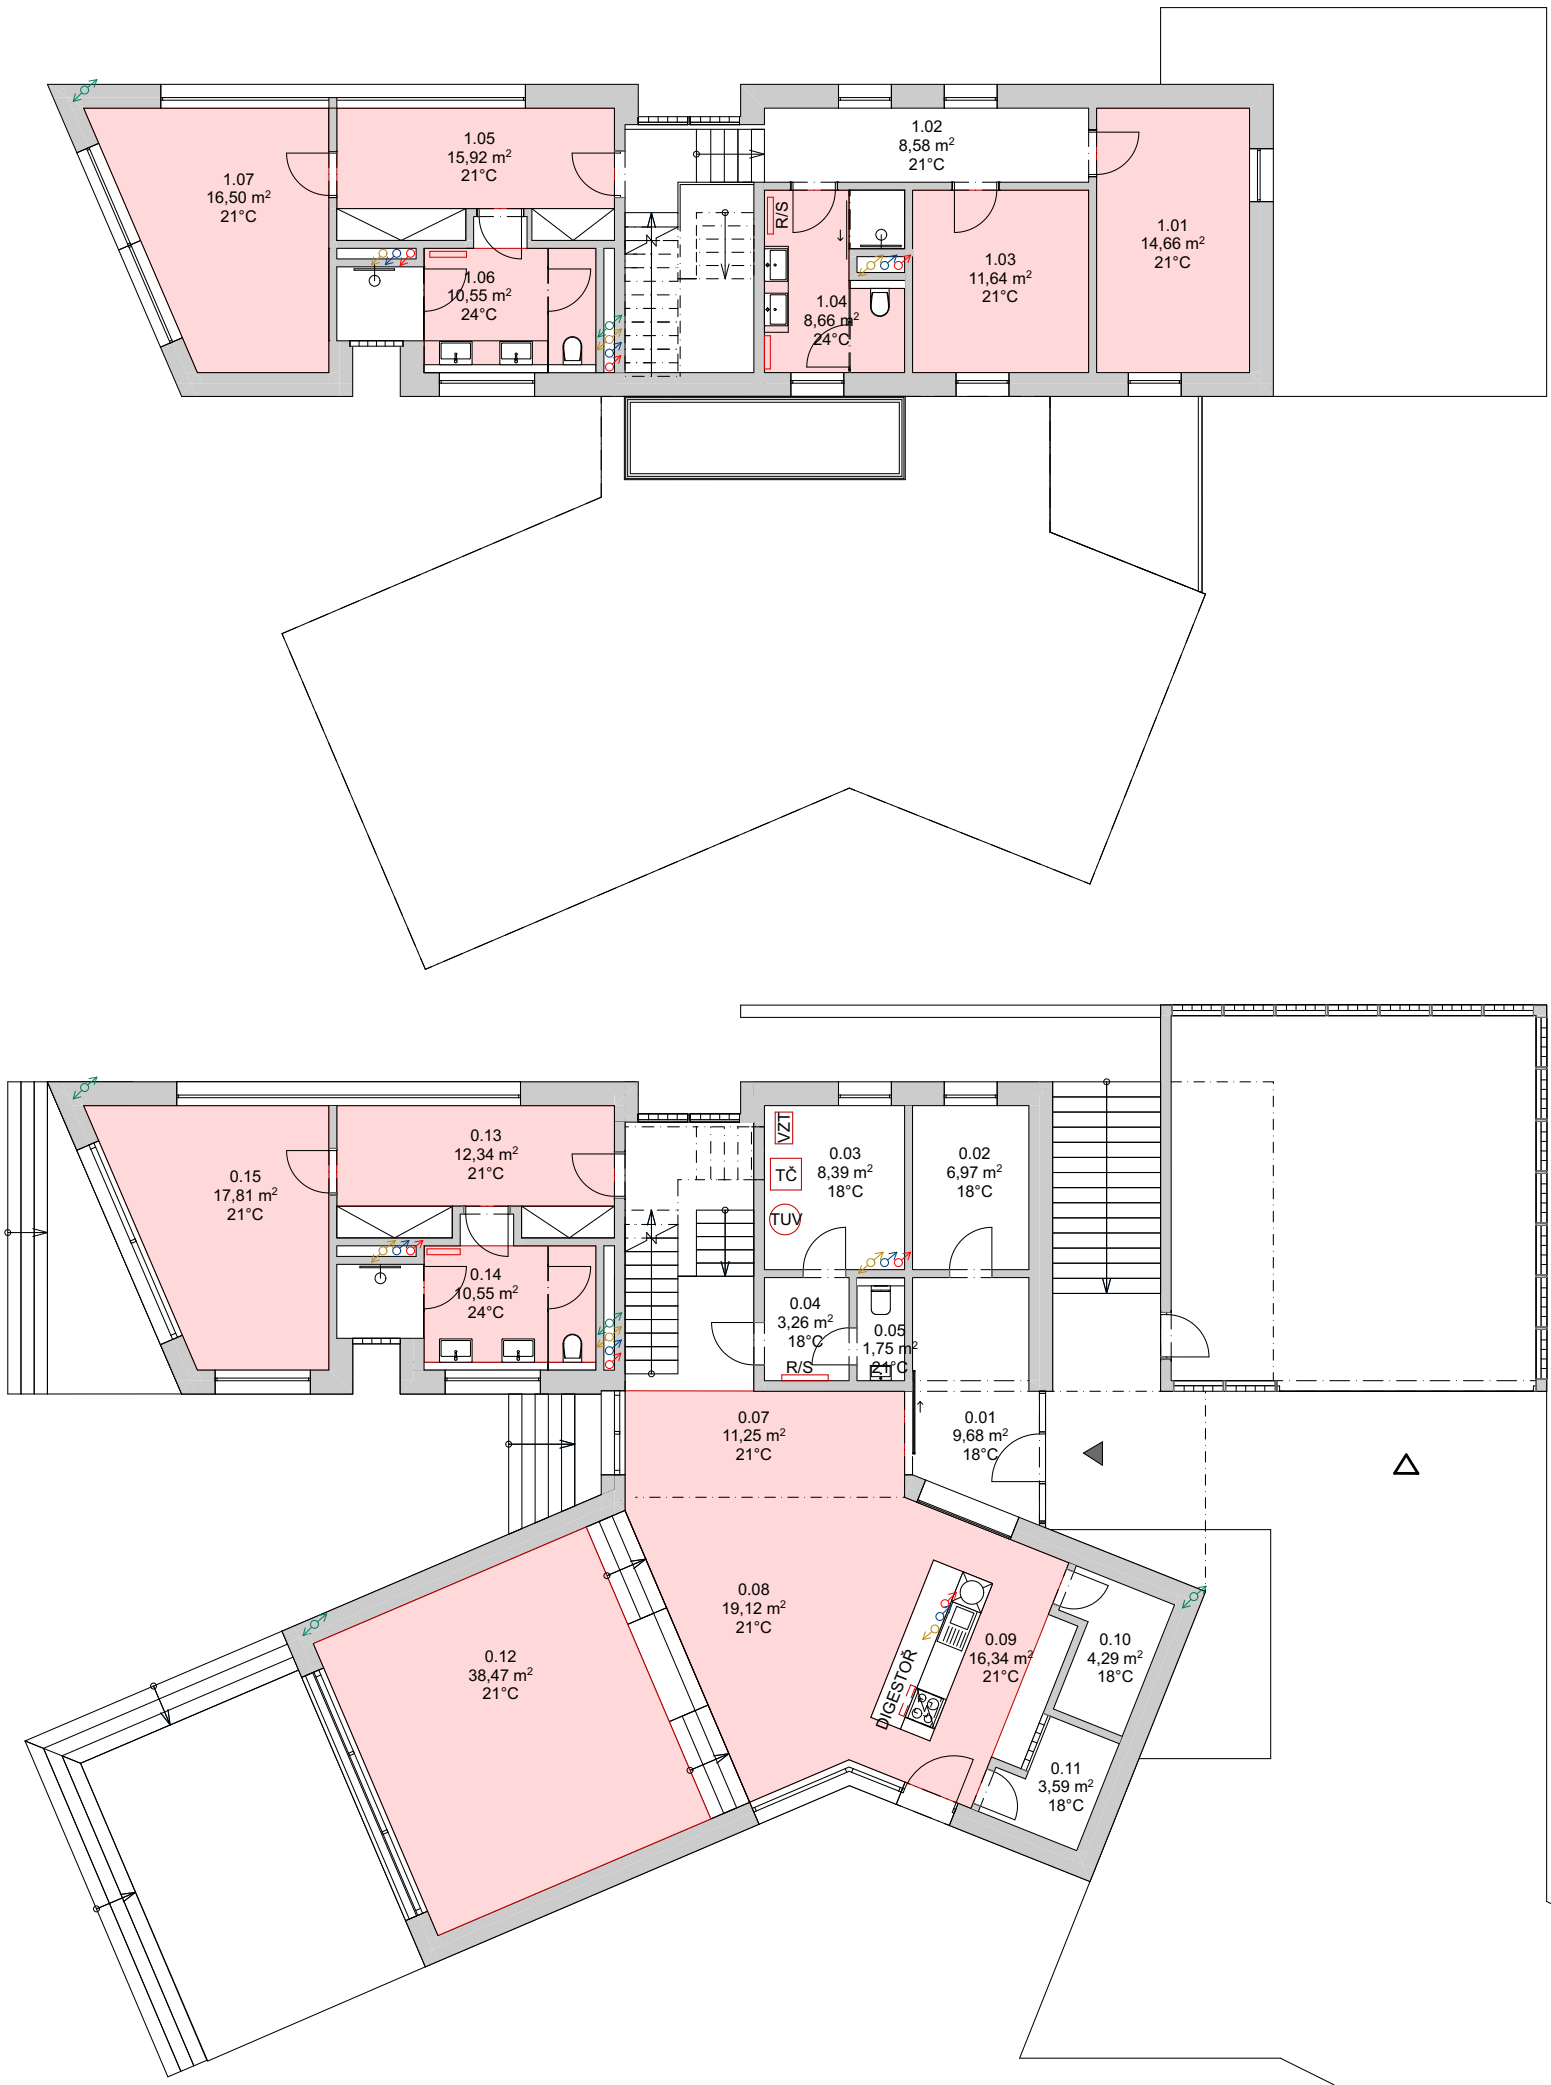 1.02
8,58 m²
21°C
1.05
15,92 m²
21°C
1.07
16,50 m²
21°C
R/S
1.01
14,66 m²
21°C
1.03
11,64 m²
21°C
1.06
10,55 m²
24°C
1.04
8,66 m²
24°C
VZT
0.13
12,34 m²
21°C
0.03
8,39 m²
18°C
0.02
6,97 m²
18°C
TČ
0.15
17,81 m²
21°C
TUV
0.14
10,55 m²
24°C
0.04
3,26 m²
18°C
R/S
0.05
1,75 m²
21°C
0.07
11,25 m²
21°C
0.01
9,68 m²
18°C
0.08
19,12 m²
21°C
0.12
38,47 m²
21°C
0.09
16,34 m²
21°C
0.10
4,29 m²
18°C
DIGESTOŘ
0.11
3,59 m²
18°C